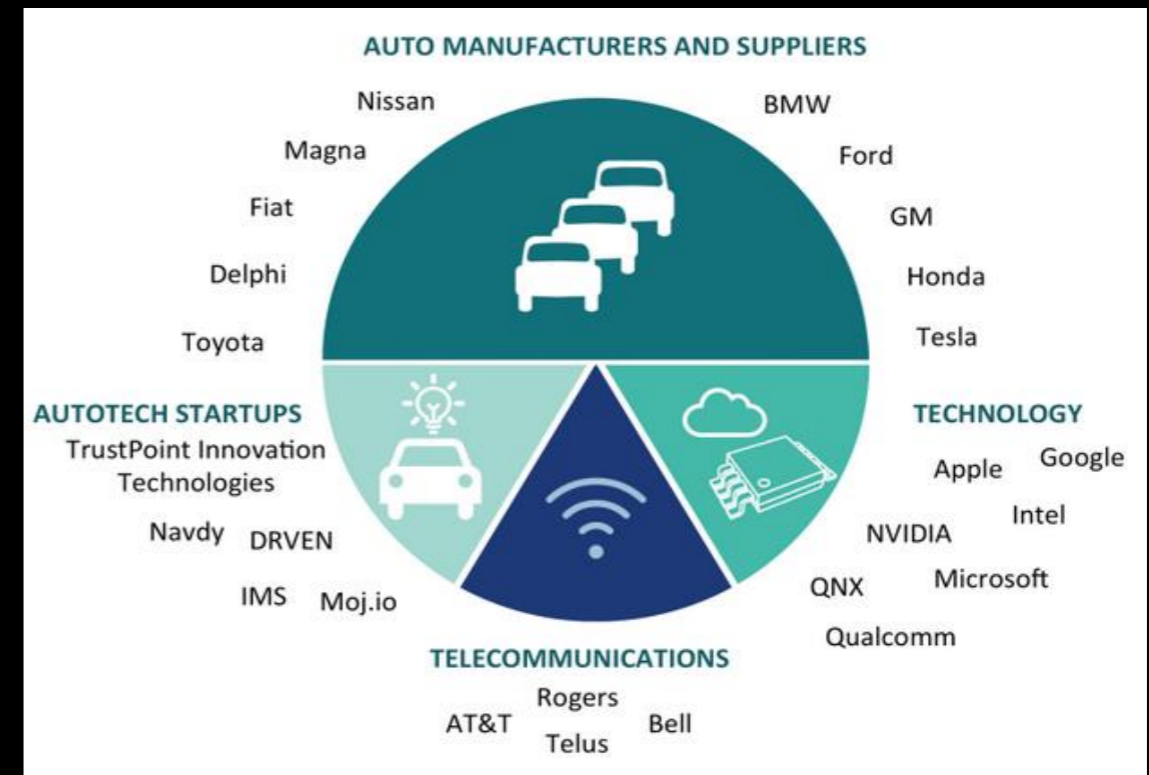 AUTO MANUFACTURERS AND SUPPLIERS
Nissan
BMW
Magna
Ford
Fiat
GM
Delphi
Honda
Toyota
Tesla
AUTOTECH STARTUPS
TrustPoint Innovation
Technologies
Navdy
DRVEN
IMS
Moj.io
TECHNOLOGY
Apple
Google
Intel
NVIDIA
Microsoft
QNX
Qualcomm
TELECOMMUNICATIONS
Rogers
AT&T
Bell
Telus